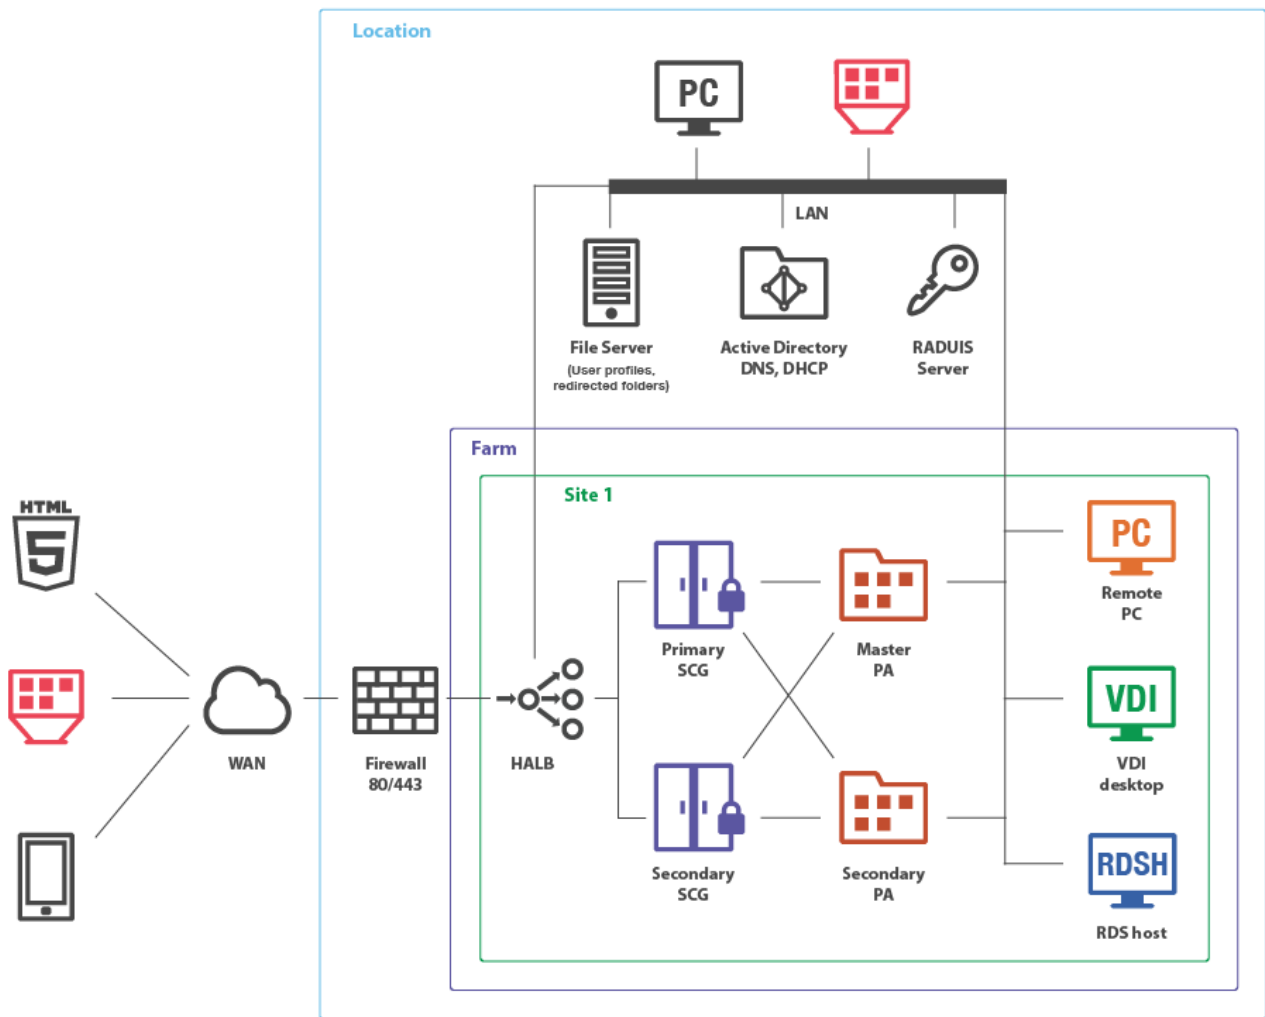 Location
PC
LAN
File Server
(User profiles,
redirected folders)
Active Directory
DNS, DHCP
RADUIS
Server
Farm
Site 1
HTML
5
WAN
Firewall
80/443
HALB
Primary
SCG
Master
PA
Secondary
SCG
Secondary
PA
PC
Remote
PC
VDI
VDI
desktop
RDSH
RDS host